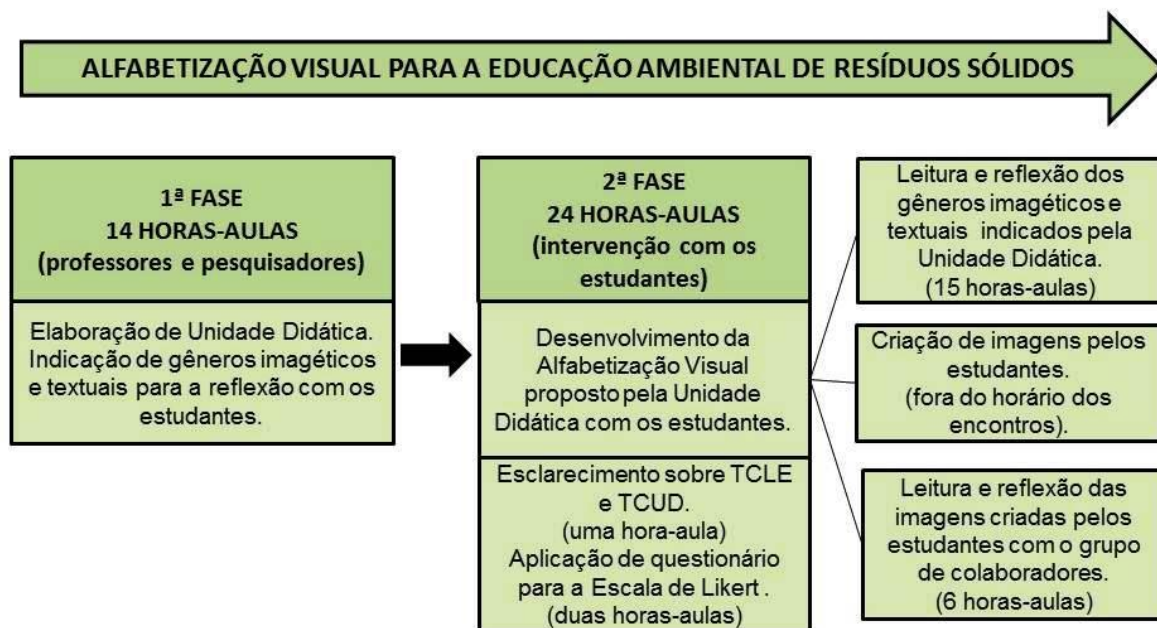 ALFABETIZAÇÃO VISUAL PARA A EDUCAÇÃO AMBIENTAL DE RESÍDUOS SÓLIDOS
1ª FASE
14 HORAS-AULAS
(professores e pesquisadores)
Elaboração de Unidade Didática.
Indicação de gêneros imagéticos
e textuais para a reflexão com os
estudantes.
2ª FASE
24 HORAS-AULAS
(intervenção com os
estudantes)
Desenvolvimento da
Alfabetização Visual
proposto pela Unidade
Didática com os estudantes.
Esclarecimento sobre TCLE
e TCUD.
(uma hora-aula)
Aplicação de questionário
para a Escala de Likert .
(duas horas-aulas)
Leitura e reflexão dos
gêneros imagéticos e
textuais indicados pela
Unidade Didática.
(15 horas-aulas)
Criação de imagens pelos
estudantes.
(fora do horário dos
encontros).
Leitura e reflexão das
imagens criadas pelos
estudantes com o grupo
de colaboradores.
(6 horas-aulas)